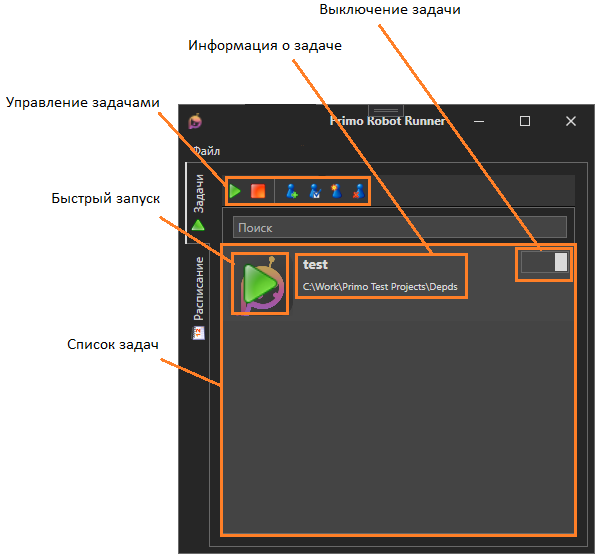 Выключение задачи
Информация о задаче
Управление задачами
Primo Robot Runner
Файл
Задачи
Быстрый запуск
Поиск
test
C:\Work\Primo Test Projects\Depds
Расписание
12
Список задач